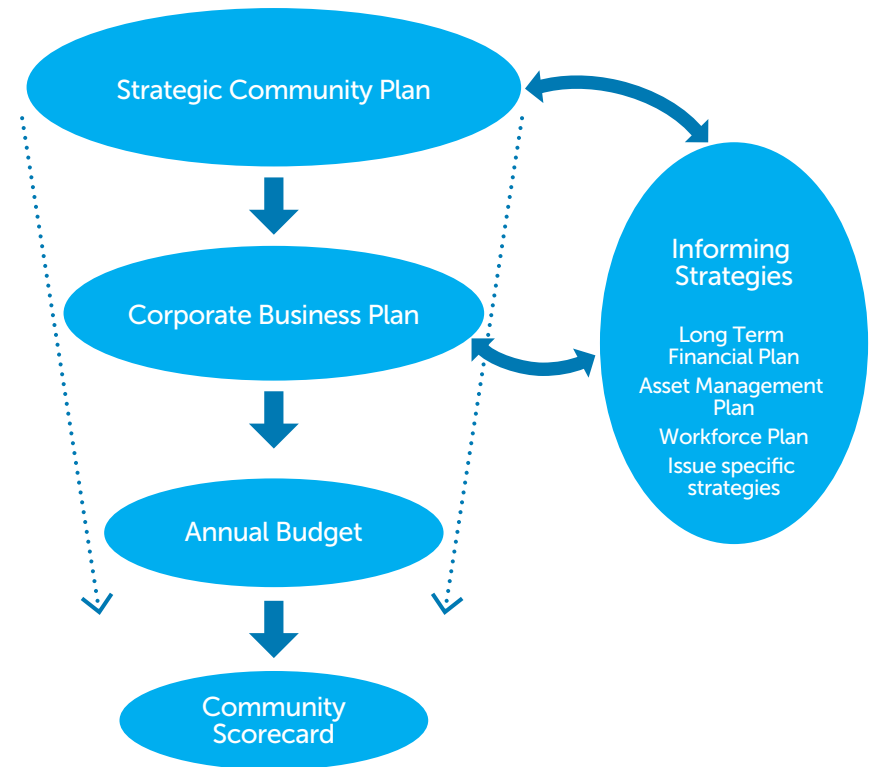 Strategic Community Plan
Corporate Business Plan
Annual Budget
Community
Scorecard
Informing
Strategies
Long Term
Financial Plan
Asset Management
Plan
Workforce Plan
Issue specific
strategies